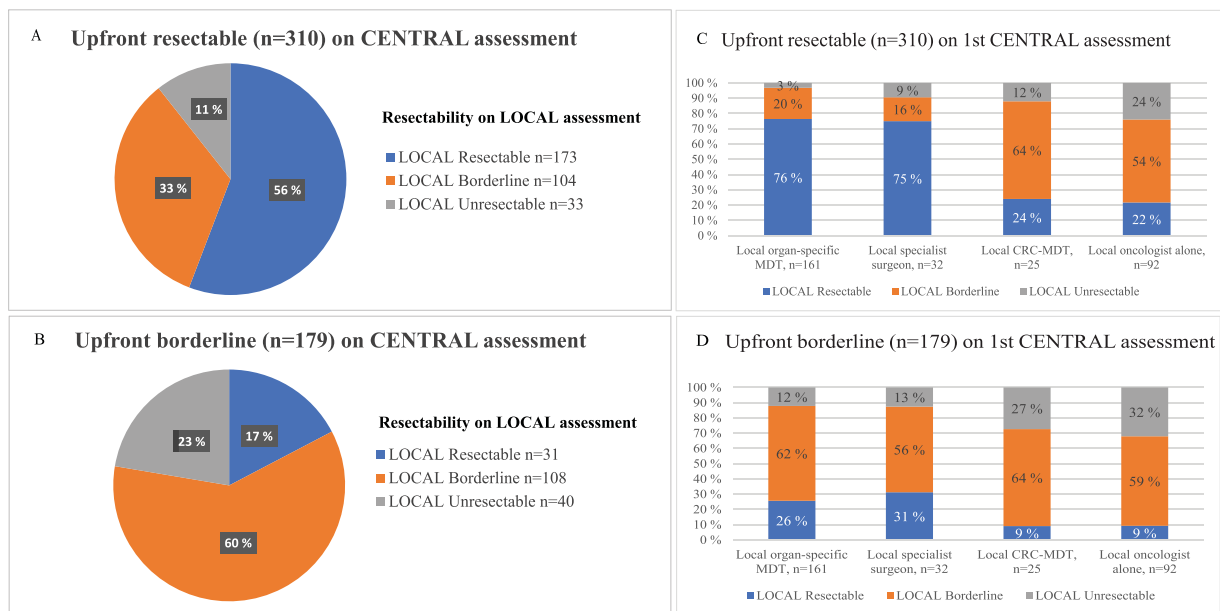 A
Upfront resectable (n=310) on CENTRAL assessment
11 %
33 %
56 %
Resectability on LOCAL assessment
LOCAL Resectable n=173
LOCAL Borderline n=104
LOCAL Unresectable n=33
B
Upfront borderline (n=179) on CENTRAL assessment
23 %
17 %
60 %
Resectability on LOCAL assessment
LOCAL Resectable n=31
LOCAL Borderline n=108
LOCAL Unresectable n=40
C
Upfront resectable (n=310) on 1st CENTRAL assessment
100 %
90 %
80 %
70 %
60 %
50 %
40 %
30 %
20 %
10 %
0 %
3 %
20 %
76 %
9 %
16 %
75 %
12 %
64 %
24 %
24 %
54 %
22 %
Local organ-specific
MDT, n=161
Local specialist
surgeon, n=32
Local CRC-MDT,
n=25
Local oncologist alone,
n=92
LOCAL Resectable
LOCAL Borderline
LOCAL Unresectable
D
Upfront borderline (n=179) on 1st CENTRAL assessment
100 %
90 %
80 %
70 %
60 %
50 %
40 %
30 %
20 %
10 %
0 %
12 %
62 %
26 %
13 %
56 %
31 %
27 %
64 %
9 %
32 %
59 %
9 %
Local organ-specific
MDT, n=161
Local specialist
surgeon, n=32
Local CRC-MDT,
n=25
Local oncologist
alone, n=92
LOCAL Resectable
LOCAL Borderline
LOCAL Unresectable